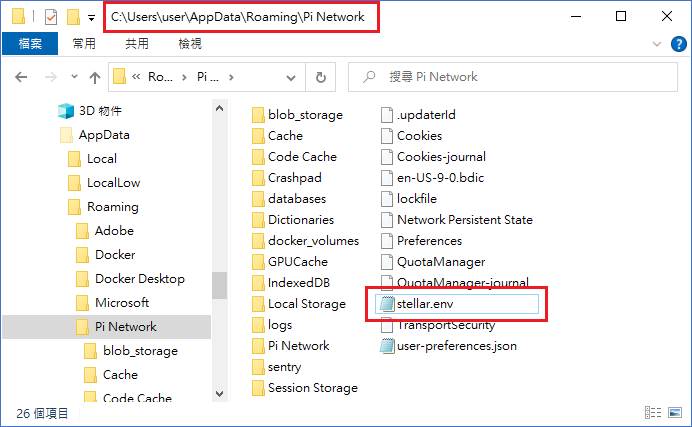 C:\Users\user\AppData\Roaming\Pi Network
檔案 常用 共用 檢視
Ro... Pi ... 搜尋 Pi Network
3D 物件
AppData
Local
LocalLow
Roaming
Adobe
Docker
Docker Desktop
Microsoft
Pi Network
blob_storage
Cache
Code Cache
blob_storage
Cache
Code Cache
Crashpad
databases
Dictionaries
docker_volumes
GPUCache
IndexedDB
Local Storage
logs
Pi Network
sentry
Session Storage
.updaterId
Cookies
Cookies-journal
en-US-9-0.bdic
lockfile
Network Persistent State
Preferences
QuotaManager
QuotaManager-journal
stellar.env
TransportSecurity
user-preferences.json
26 個項目